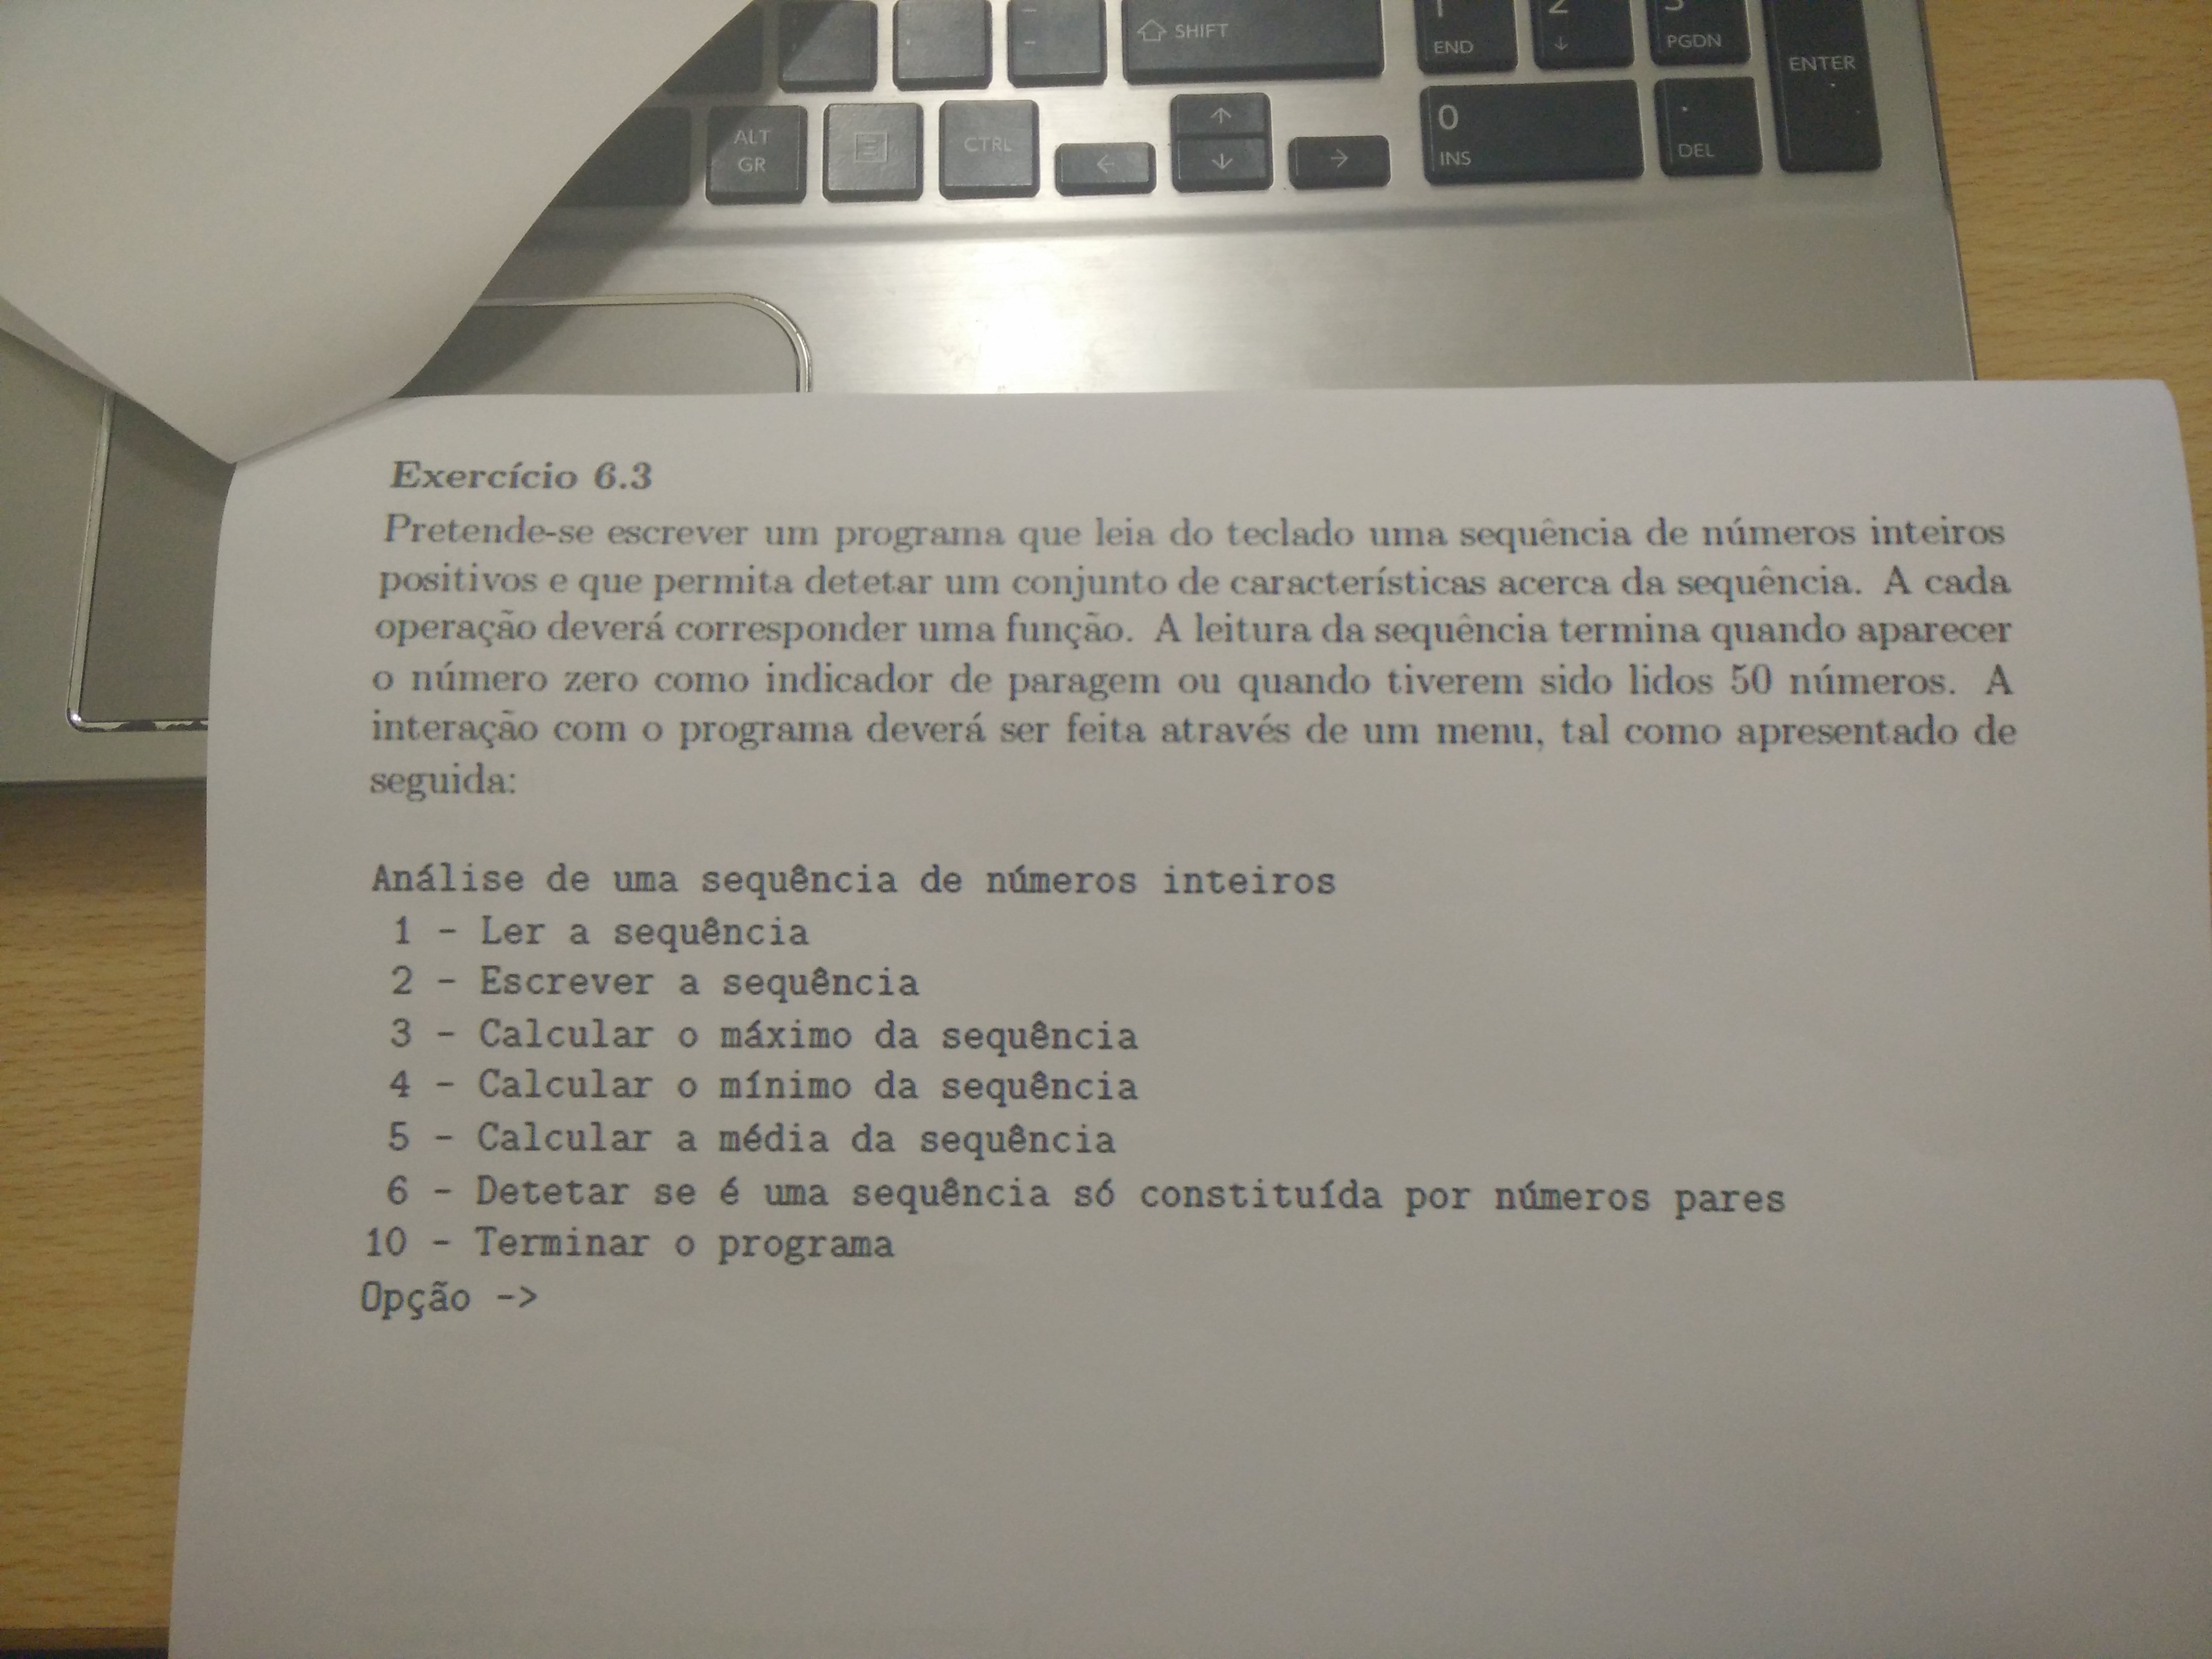 SHIFT
1
END
2
↓
3
PGDN
ENTER
ALT
GR
CTRL
←
↑
↓
→
0
INS
.
DEL
Exercício 6.3
Pretende-se escrever um programa que leia do teclado uma sequência de números inteiros
positivos e que permita detetar um conjunto de características acerca da sequência. A cada
operação deverá corresponder uma função. A leitura da sequência termina quando aparecer
o número zero como indicador de paragem ou quando tiverem sido lidos 50 números. A
interação com o programa deverá ser feita através de um menu, tal como apresentado de
seguida:
Análise de uma sequência de números inteiros
1 - Ler a sequência
2 - Escrever a sequência
3 - Calcular o máximo da sequência
4 - Calcular o mínimo da sequência
5 - Calcular a média da sequência
6 - Detetar se é uma sequência só constituída por números pares
10 - Terminar o programa
Opção ->